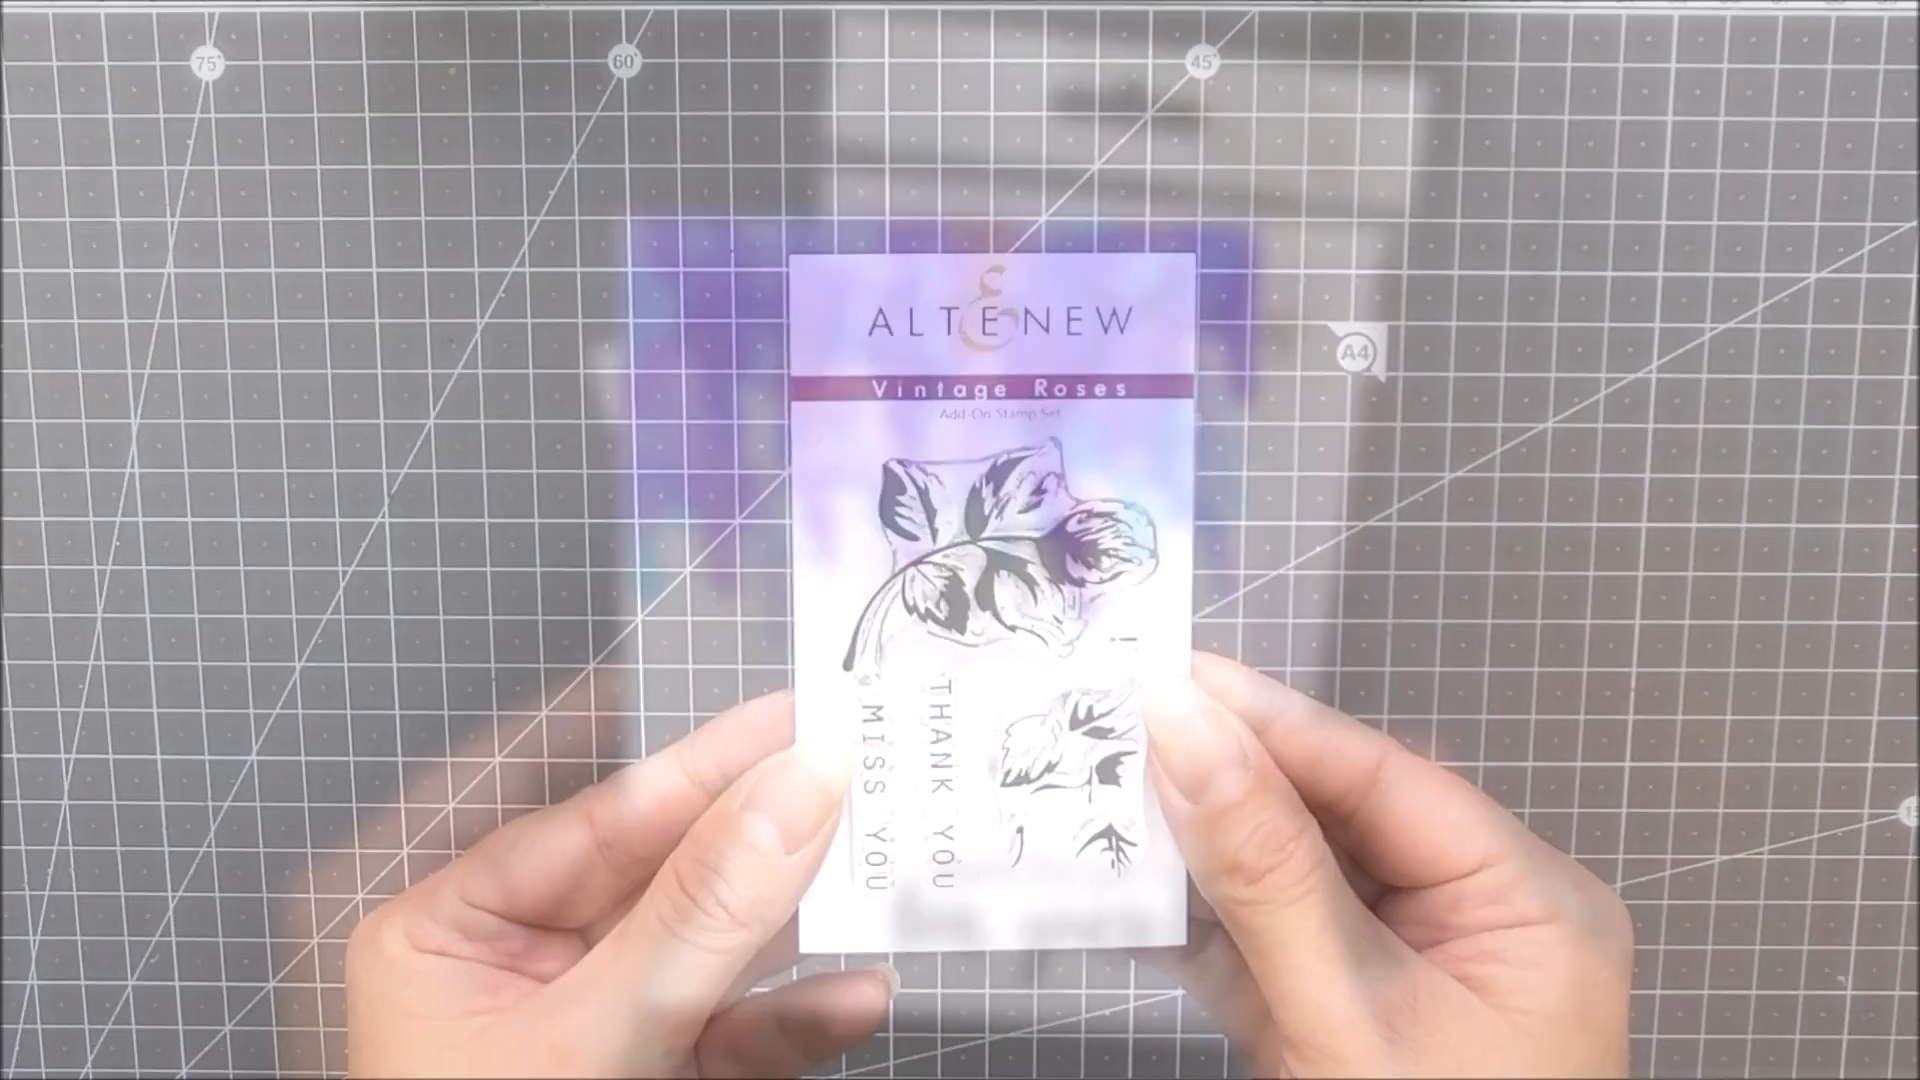 75°
60°
45°
A4
ALTENEW
Vintage Roses
Add-On Stamp Set
!
MISS YOU
THANK YOU